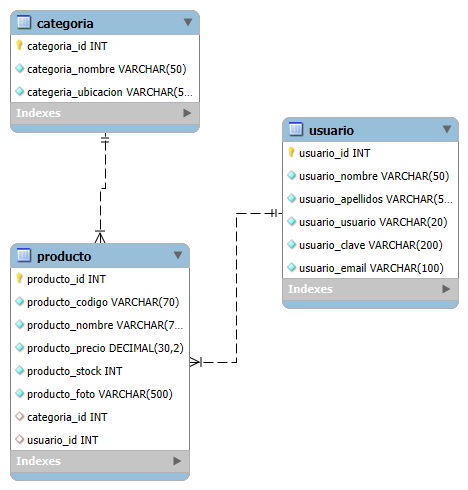 categoria
categoria_id INT
categoria_nombre VARCHAR(50)
categeria_ubicacion VARCHAR(5...
Indexes
usuario
usuario_id INT
usuario_nombre VARCHAR(50)
usuario_apellidos VARCHAR(5...
usuario_usuario VARCHAR(20)
usuario_clave VARCHAR(200)
usuario_email VARCHAR(100)
Indexes
producto
producto_id INT
producto_codigo VARCHAR(70)
producto_nombre VARCHAR(7...
producto_precio DECIMAL(30,2)
producto_stock INT
producto_foto VARCHAR(500)
categoria_id INT
usuario_id INT
Indexes